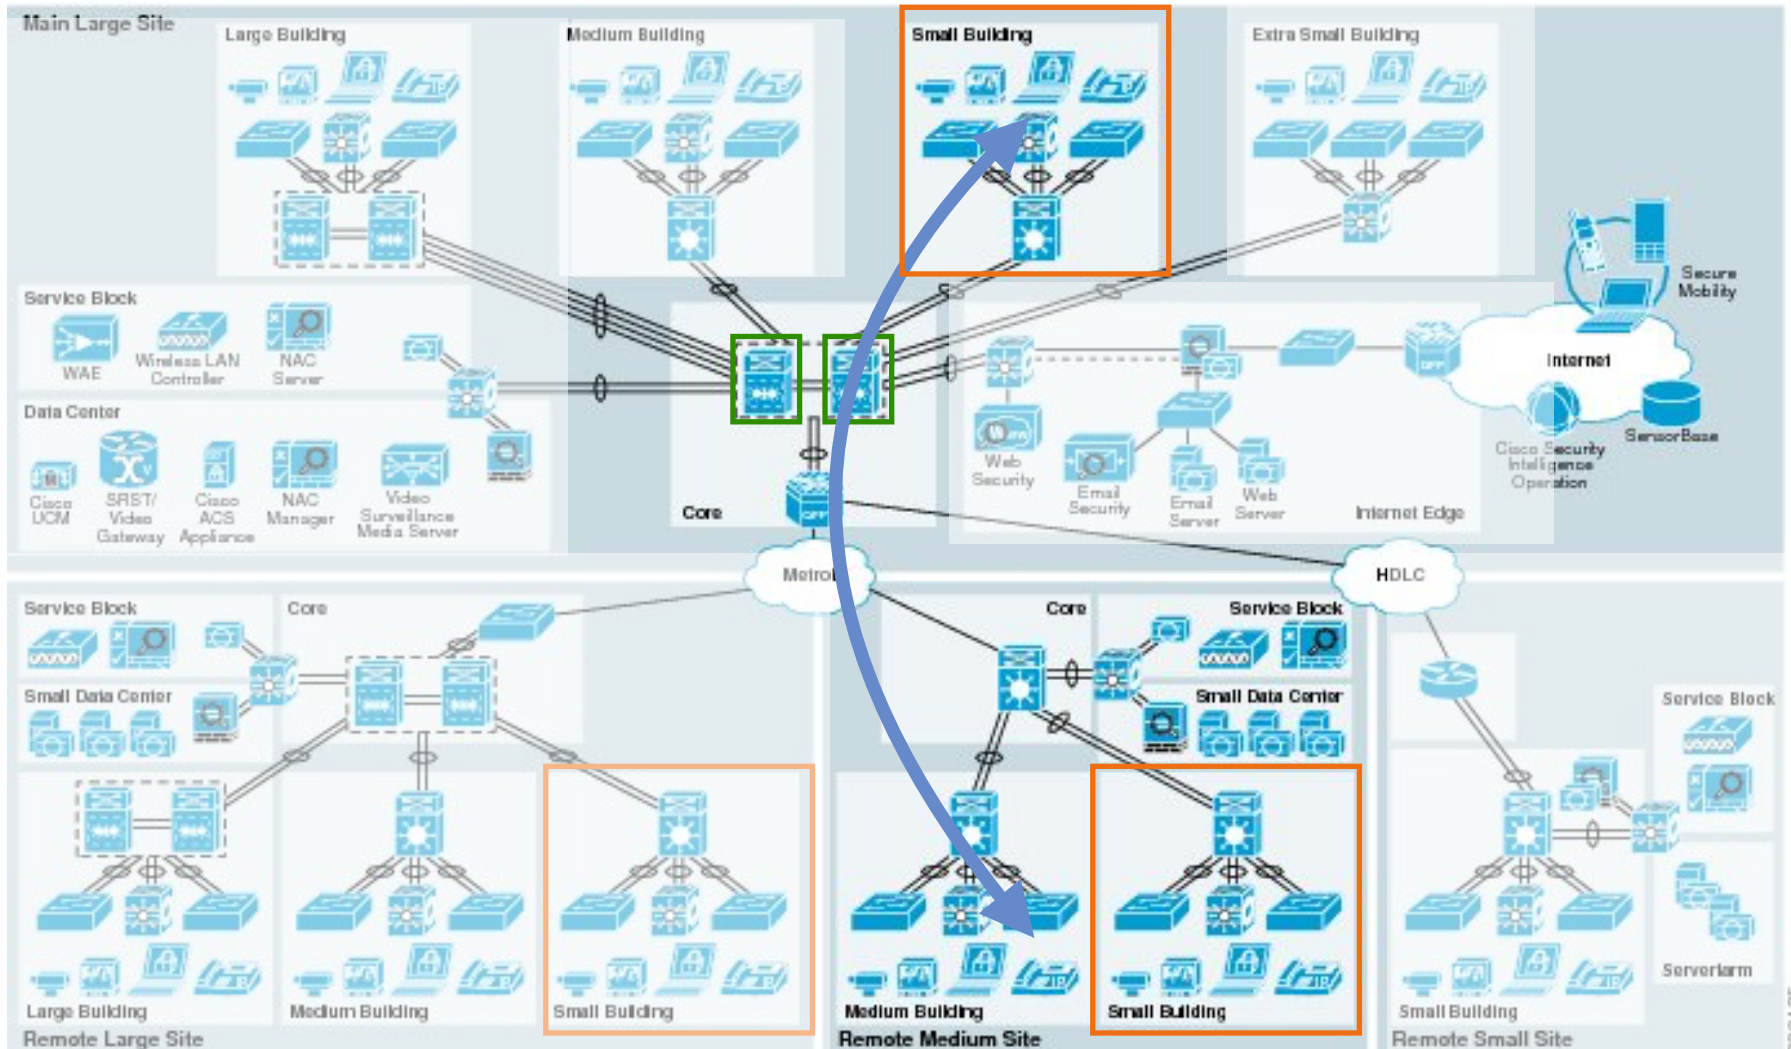 Main Large Site
Large Building
Medium Building
Small Building
Extra Small Building
Secure
Mobility
Service Block
WAE
Wireless LAN
Controller
NAC
Server
Internet
SensorBase
Cisco Security
Intelligence
Operation
Data Center
Cisco
UCM
SRST/
Video
Gateway
Cisco
ACS
Appliance
NAC
Manager
Video
Surveillance
Media Server
Core
Web
Security
Email
Security
Email
Server
Web
Server
Internet Edge
HDLC
Service Block
Core
Small Data Center
Core
Service Block
Small Data Center
Service Block
Serverfarm
Large Building
Medium Building
Small Building
Medium Building
Small Building
Small Building
Remote Large Site
Remote Medium Site
Remote Small Site